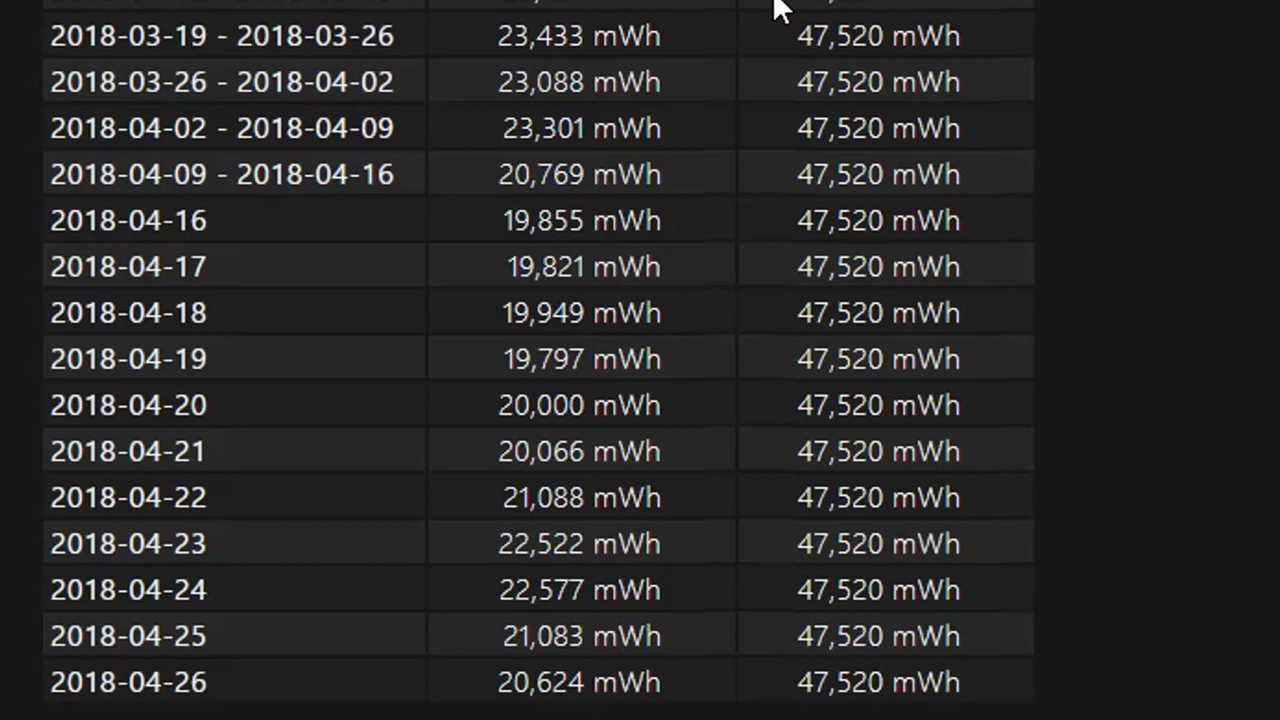 2018-03-19 - 2018-03-26 23,433 mWh 47,520 mWh
2018-03-26 - 2018-04-02 23,088 mWh 47,520 mWh
2018-04-02 - 2018-04-09 23,301 mWh 47,520 mWh
2018-04-09 - 2018-04-16 20,769 mWh 47,520 mWh
2018-04-16 19,855 mWh 47,520 mWh
2018-04-17 19,821 mWh 47,520 mWh
2018-04-18 19,949 mWh 47,520 mWh
2018-04-19 19,797 mWh 47,520 mWh
2018-04-20 20,000 mWh 47,520 mWh
2018-04-21 20,066 mWh 47,520 mWh
2018-04-22 21,088 mWh 47,520 mWh
2018-04-23 22,522 mWh 47,520 mWh
2018-04-24 22,577 mWh 47,520 mWh
2018-04-25 21,083 mWh 47,520 mWh
2018-04-26 20,624 mWh 47,520 mWh